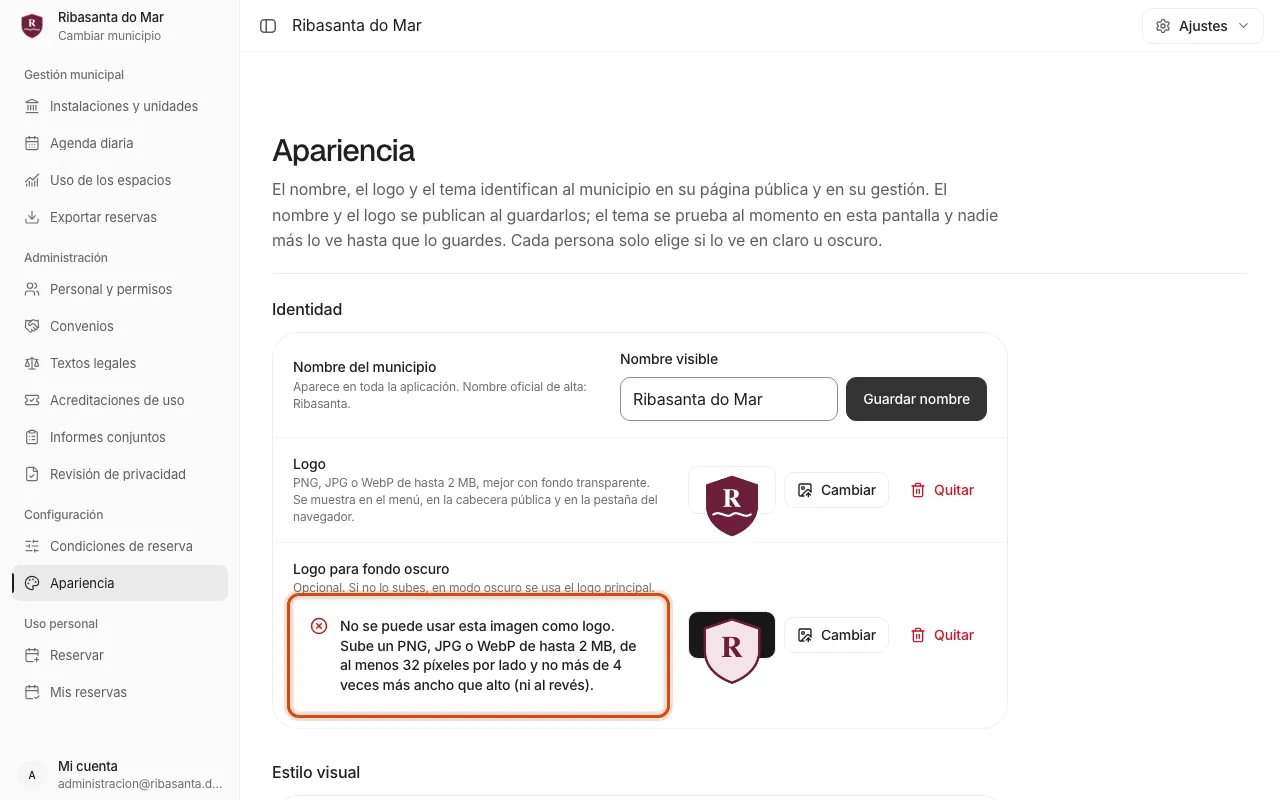 Ribasanta do Mar
Cambiar municipio
Gestión municipal
Instalaciones y unidades
Agenda diaria
Uso de los espacios
Exportar reservas
Administración
Personal y permisos
Convenios
Textos legales
Acreditaciones de uso
Informes conjuntos
Revisión de privacidad
Configuración
Condiciones de reserva
Apariencia
Uso personal
Reservar
Mis reservas
A
Mi cuenta
administracion@ribasanta.d...
Ribasanta do Mar
Ajustes
Apariencia
El nombre, el logo y el tema identifican al municipio en su página pública y en su gestión. El
nombre y el logo se publican al guardarlos; el tema se prueba al momento en esta pantalla y nadie
más lo ve hasta que lo guardes. Cada persona solo elige si lo ve en claro u oscuro.
Identidad
Nombre del municipio
Aparece en toda la aplicación. Nombre oficial de alta:
Ribasanta.
Nombre visible
Ribasanta do Mar
Guardar nombre
Logo
PNG, JPG o WebP de hasta 2 MB, mejor con fondo transparente.
Se muestra en el menú, en la cabecera pública y en la pestaña del
navegador.
R
Cambiar
Quitar
Logo para fondo oscuro
Opcional. Si no lo subes, en modo oscuro se usa el logo principal.
No se puede usar esta imagen como logo.
Sube un PNG, JPG o WebP de hasta 2 MB, de
al menos 32 píxeles por lado y no más de 4
veces más ancho que alto (ni al revés).
R
Cambiar
Quitar
Estilo visual